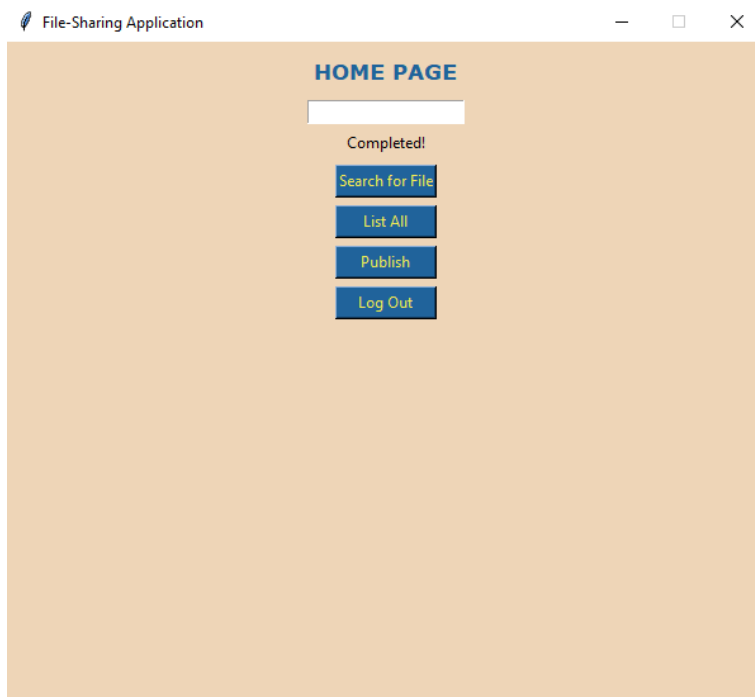 File-Sharing Application
HOME PAGE
Completed!
Search for File
List All
Publish
Log Out